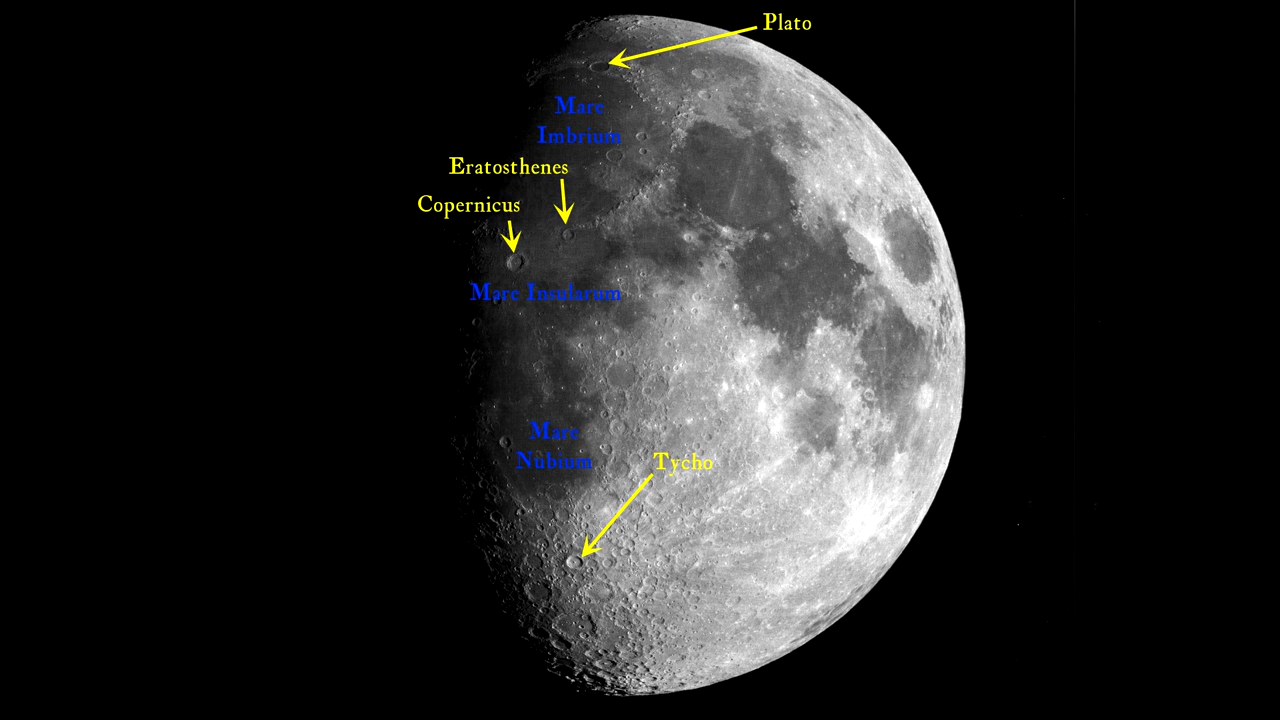 Plato
Mare
Imbrium
Eratosthenes
Copernicus
Mare Insularum
Mare
Nubium
Tycho